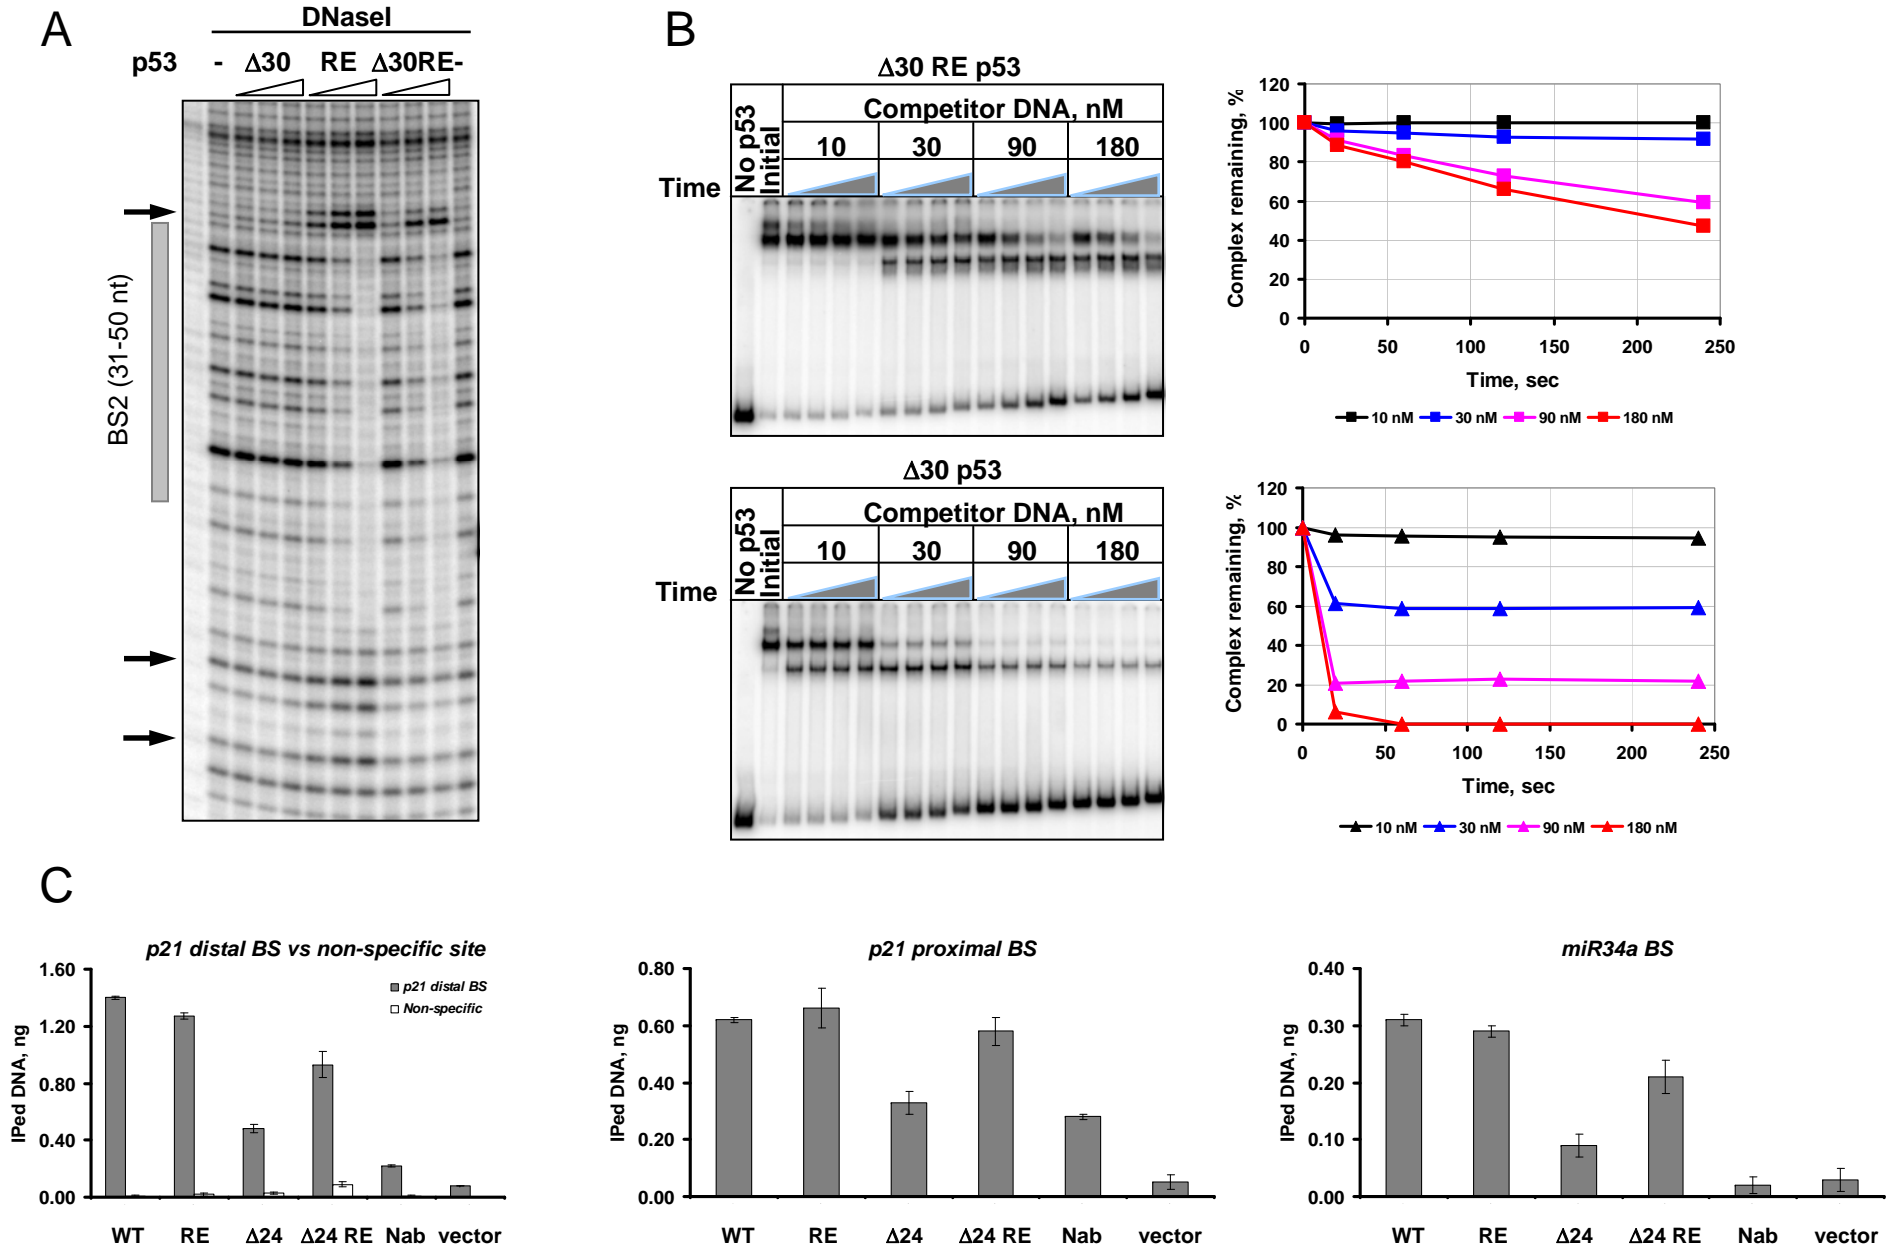 A
DNaseI
p53 - Δ30 RE Δ30RE-
BS2 (31-50 nt)
B
Δ30 RE p53
No p53
Initial
Competitor DNA, nM
10 30 90 180
Time
Complex remaining, %
120
100
80
60
40
20
0
0 50 100 150 200 250
Time, sec
10 nM 30 nM 90 nM 180 nM
Δ30 p53
No p53
Initial
Competitor DNA, nM
10 30 90 180
Time
Complex remaining, %
120
100
80
60
40
20
0
0 50 100 150 200 250
Time, sec
10 nM 30 nM 90 nM 180 nM
C
p21 distal BS vs non-specific site
IPed DNA, ng
1.60
1.20
0.80
0.40
0.00
p21 distal BS
Non-specific
WT RE Δ24 Δ24 RE Nab vector
p21 proximal BS
IPed DNA, ng
0.80
0.60
0.40
0.20
0.00
WT RE Δ24 Δ24 RE Nab vector
miR34a BS
IPed DNA, ng
0.40
0.30
0.20
0.10
0.00
WT RE Δ24 Δ24 RE Nab vector